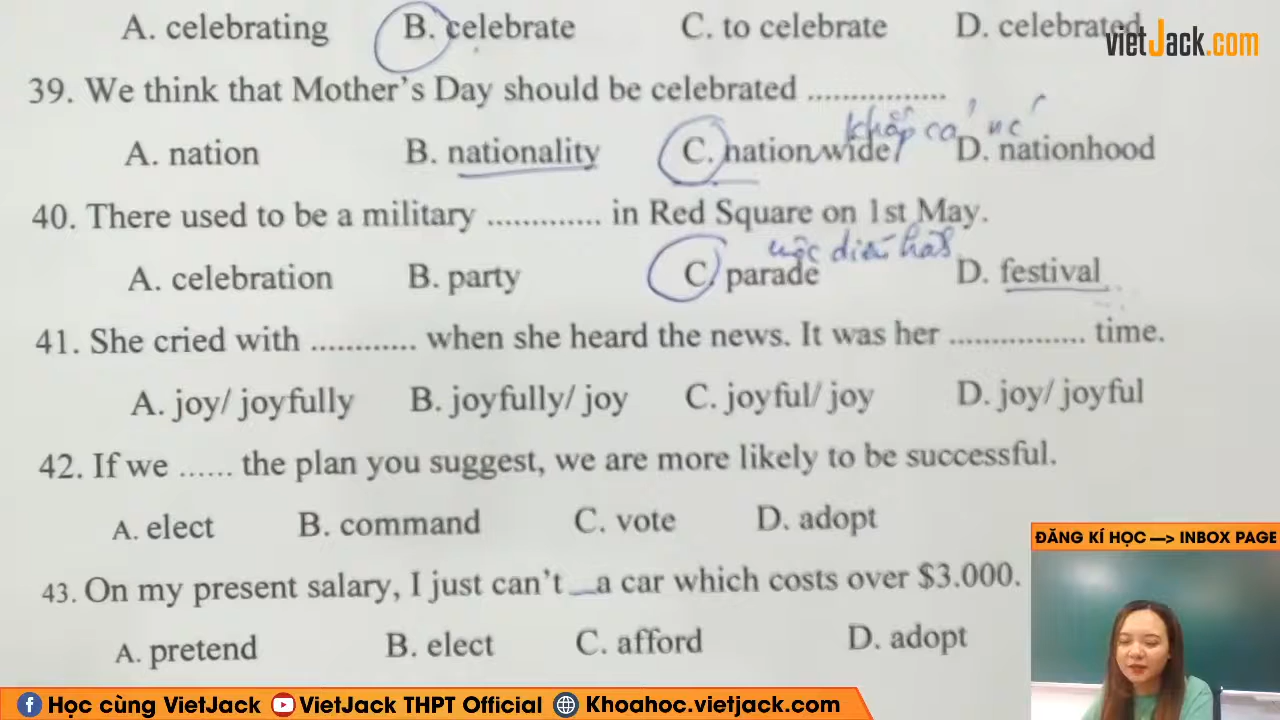 A. celebrating B. celebrate C. to celebrate D. celebrated
vietJack.com
39. We think that Mother's Day should be celebrated ................
khắp cả nc
A. nation B. nationality C. nationwide D. nationhood
40. There used to be a military ............. in Red Square on 1st May.
A. celebration B. party C. parade D. festival
41. She cried with ............ when she heard the news. It was her ................ time.
A. joy/ joyfully B. joyfully/ joy C. joyful/ joy D. joy/ joyful
42. If we ...... the plan you suggest, we are more likely to be successful.
A. elect B. command C. vote D. adopt
ĐĂNG KÍ HỌC —> INBOX PAGE
43. On my present salary, I just can't __a car which costs over $3.000.
A. pretend B. elect C. afford D. adopt
Học cùng VietJack VietJack THPT Official Khoahoc.vietjack.com